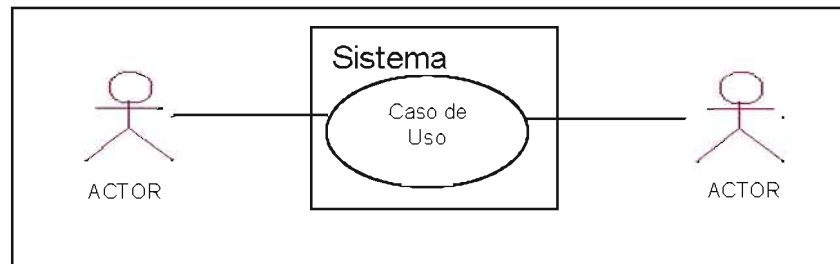 Sistema
Caso de
Uso
ACTOR
ACTOR